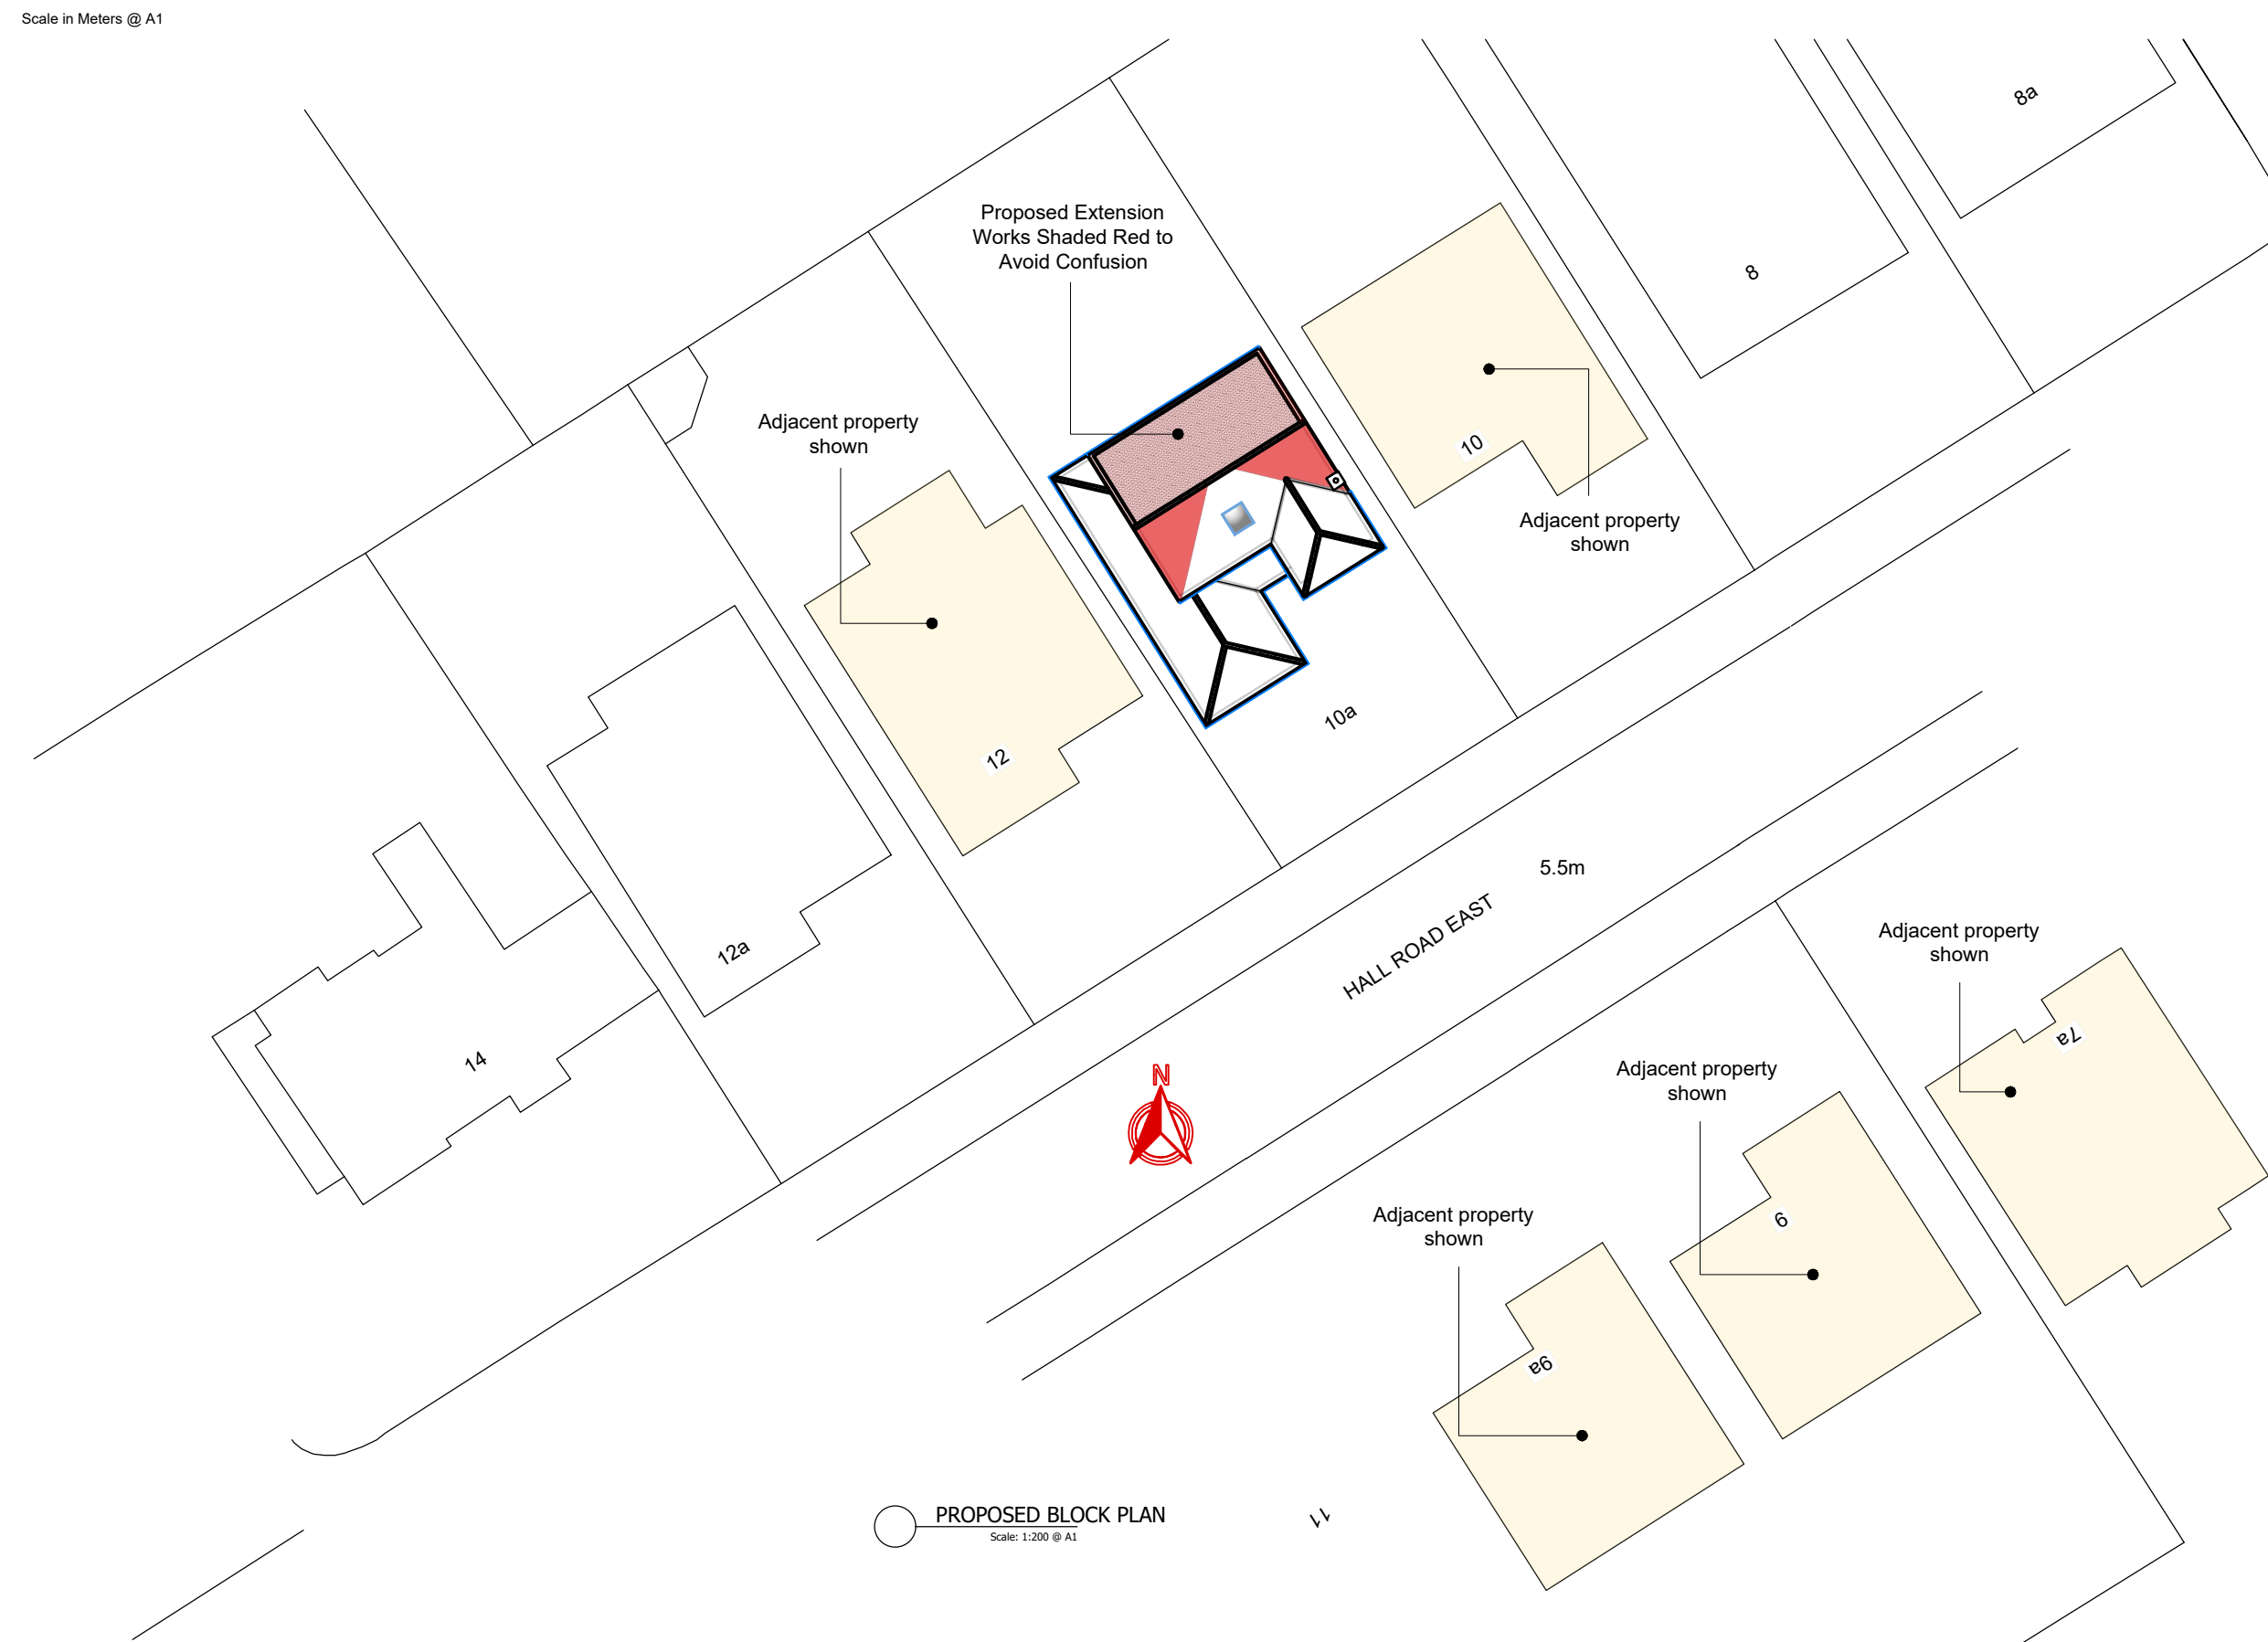 Scale in Meters @ A1
8a
Proposed Extension
Works Shaded Red to
Avoid Confusion
8
Adjacent property
shown
10
Adjacent property
shown
10a
12
5.5m
HALL ROAD EAST
12a
14
Adjacent property
shown
7a
N
Adjacent property
shown
9
Adjacent property
shown
9a
11
PROPOSED BLOCK PLAN
Scale: 1:200 @ A1